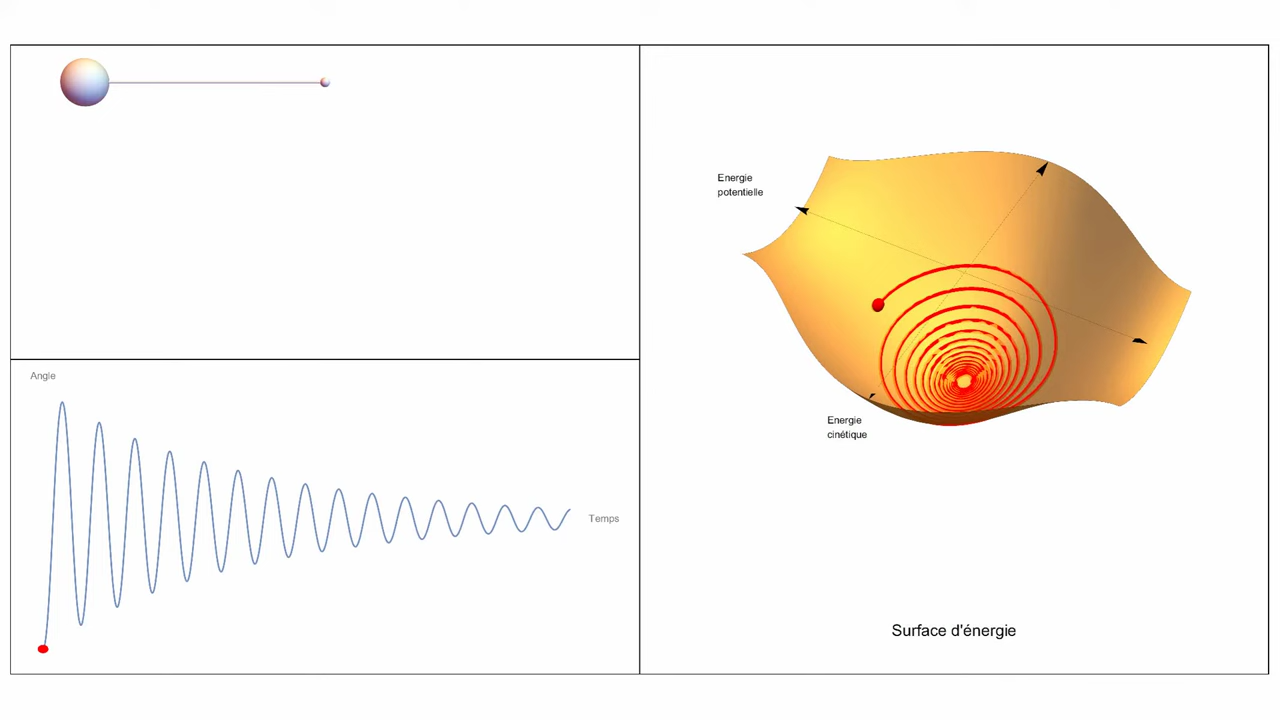 Angle
Temps
Energie
potentielle
Energie
cinétique
Surface d'énergie